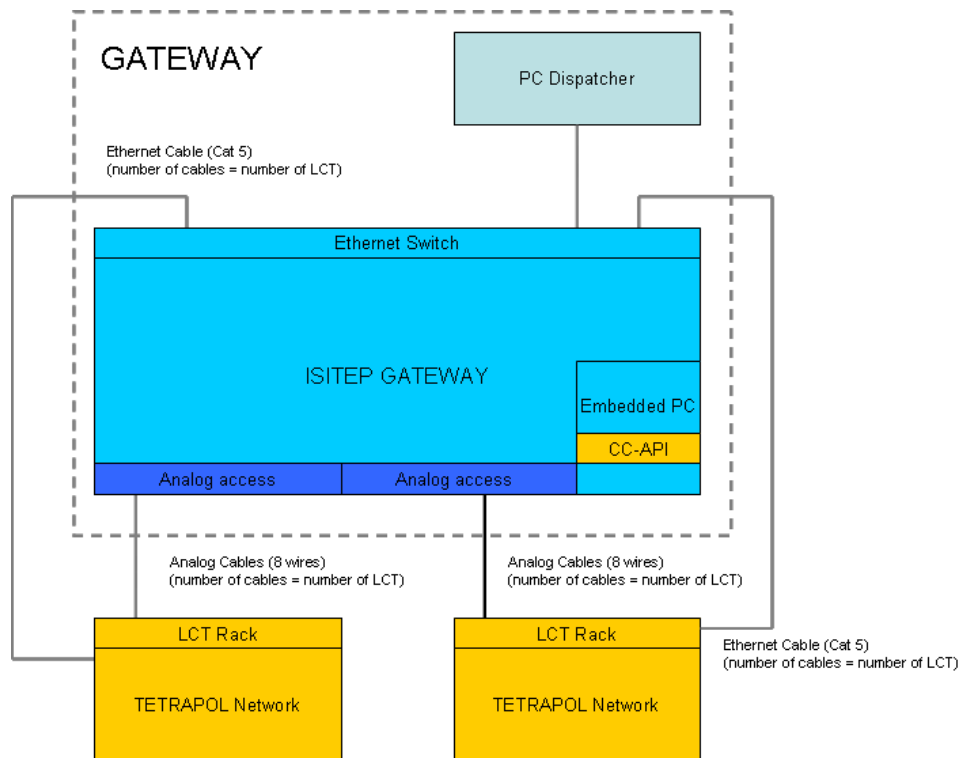 GATEWAY
PC Dispatcher
Ethernet Cable (Cat 5)
(number of cables = number of LCT)
Ethernet Switch
ISITEP GATEWAY
Embedded PC
CC-API
Analog access
Analog access
Analog Cables (8 wires)
(number of cables = number of LCT)
Analog Cables (8 wires)
(number of cables = number of LCT)
LCT Rack
LCT Rack
Ethernet Cable (Cat 5)
(number of cables = number of LCT)
TETRAPOL Network
TETRAPOL Network